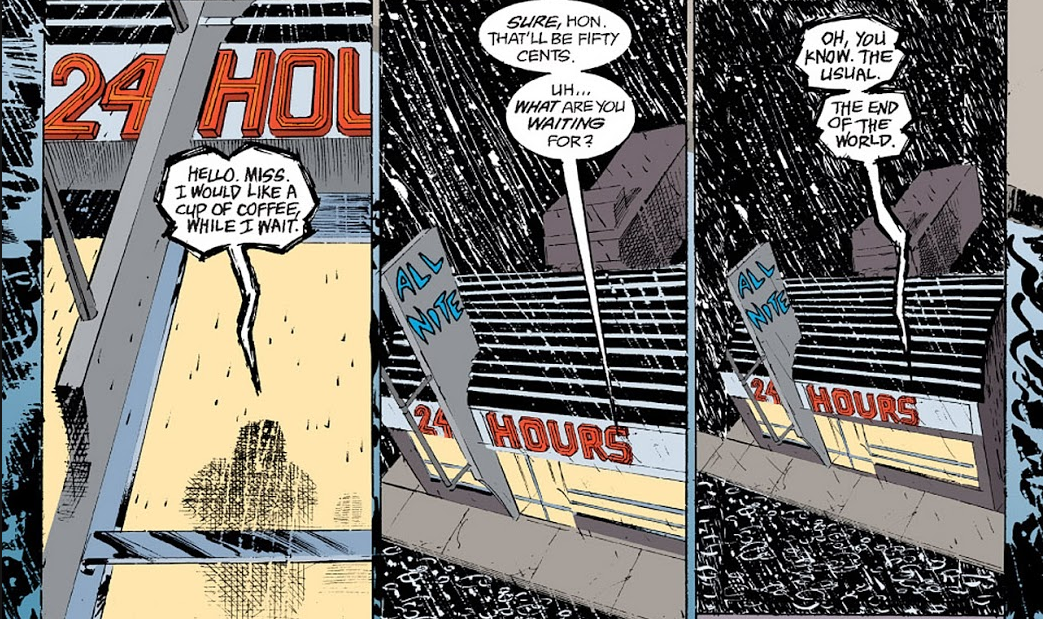 24 HOU
HELLO. MISS.
I WOULD LIKE A
CUP OF COFFEE,
WHILE I WAIT.
SURE, HON.
THAT'LL BE FIFTY
CENTS.
UH...
WHAT ARE YOU
WAITING
FOR?
ALL
NITE
24 HOURS
OH, YOU
KNOW. THE
USUAL.
THE END
OF THE
WORLD.
ALL
NITE
24 HOURS